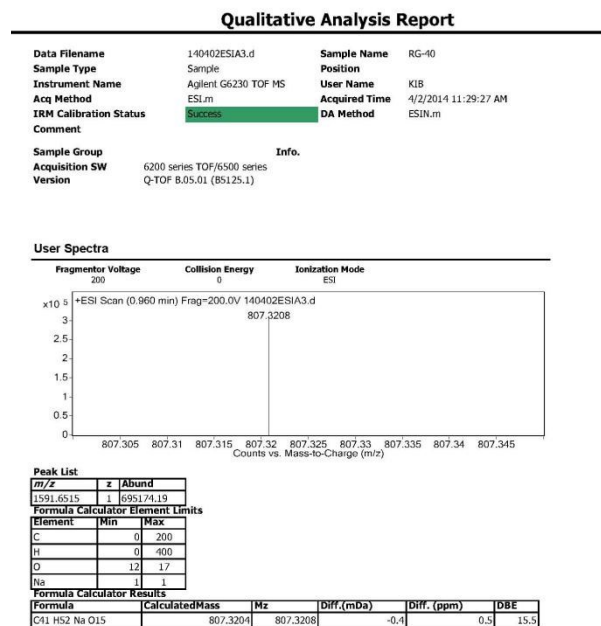 Qualitative Analysis Report
Data Filename 140402ESIA3.d Sample Name RG-40
Sample Type Sample Position
Instrument Name Agilent G6230 TOF MS User Name KIB
Acq Method ESI.m Acquired Time 4/2/2014 11:29:27 AM
IRM Calibration Status Success DA Method ESIN.m
Comment
Sample Group Info.
Acquisition SW 6200 series TOF/6500 series
Version Q-TOF B.05.01 (B5125.1)
User Spectra
Fragmentor Voltage Collision Energy Ionization Mode
200 0 ESI
x10 5 +ESI Scan (0.960 min) Frag=200.0V 140402ESIA3.d
807.3208
3
2.5
2
1.5
1
0.5
0
807.305 807.31 807.315 807.32 807.325 807.33 807.335 807.34 807.345
Counts vs. Mass-to-Charge (m/z)
Peak List
m/z z Abund
1591.6515 1 695174.19
Formula Calculator Element Limits
Element Min Max
C 0 200
H 0 400
O 12 17
Na 1 1
Formula Calculator Results
Formula CalculatedMass Mz Diff.(mDa) Diff. (ppm) DBE
C41 H52 Na O15 807.3204 807.3208 -0.4 0.5 15.5